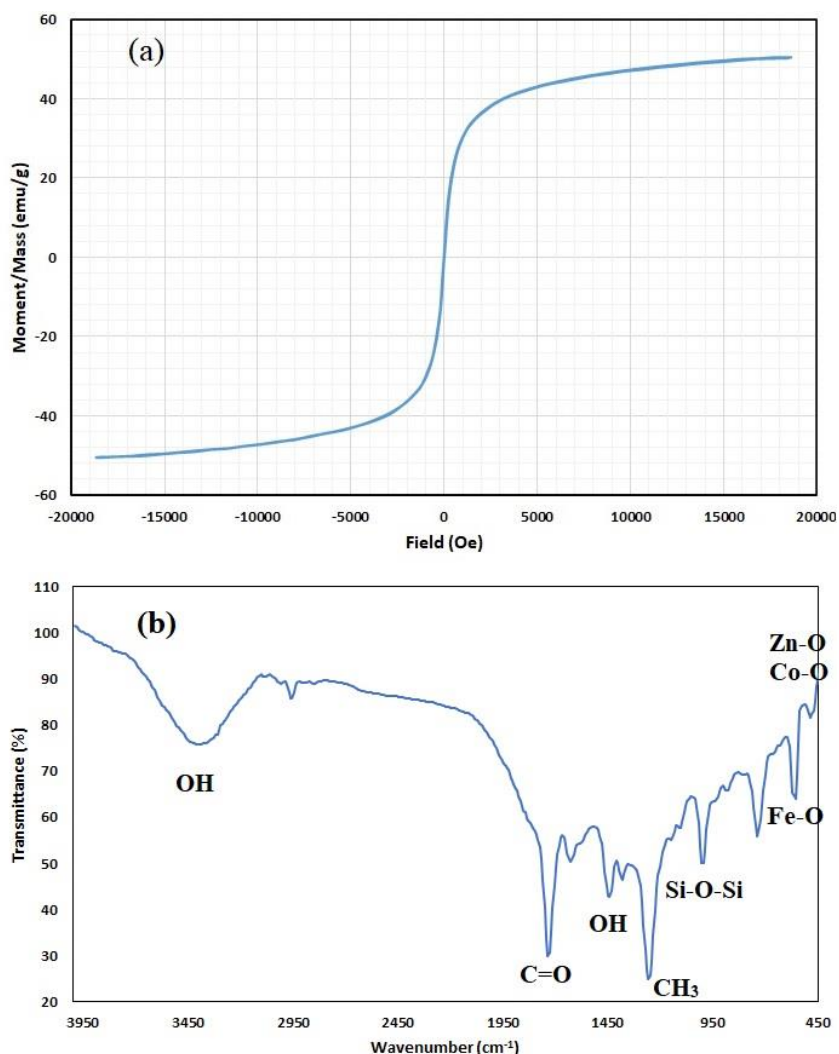 (a)
60
40
20
0
-20
-40
-60
Moment/Mass (emu/g)
-20000 -15000 -10000 -5000 0 5000 10000 15000 20000
Field (Oe)
(b)
110
100
90
80
70
60
50
40
30
20
Transmittance (%)
Zn-O
Co-O
OH
Fe-O
Si-O-Si
OH
C=O
CH₃
3950 3450 2950 2450 1950 1450 950 450
Wavenumber (cm⁻¹)